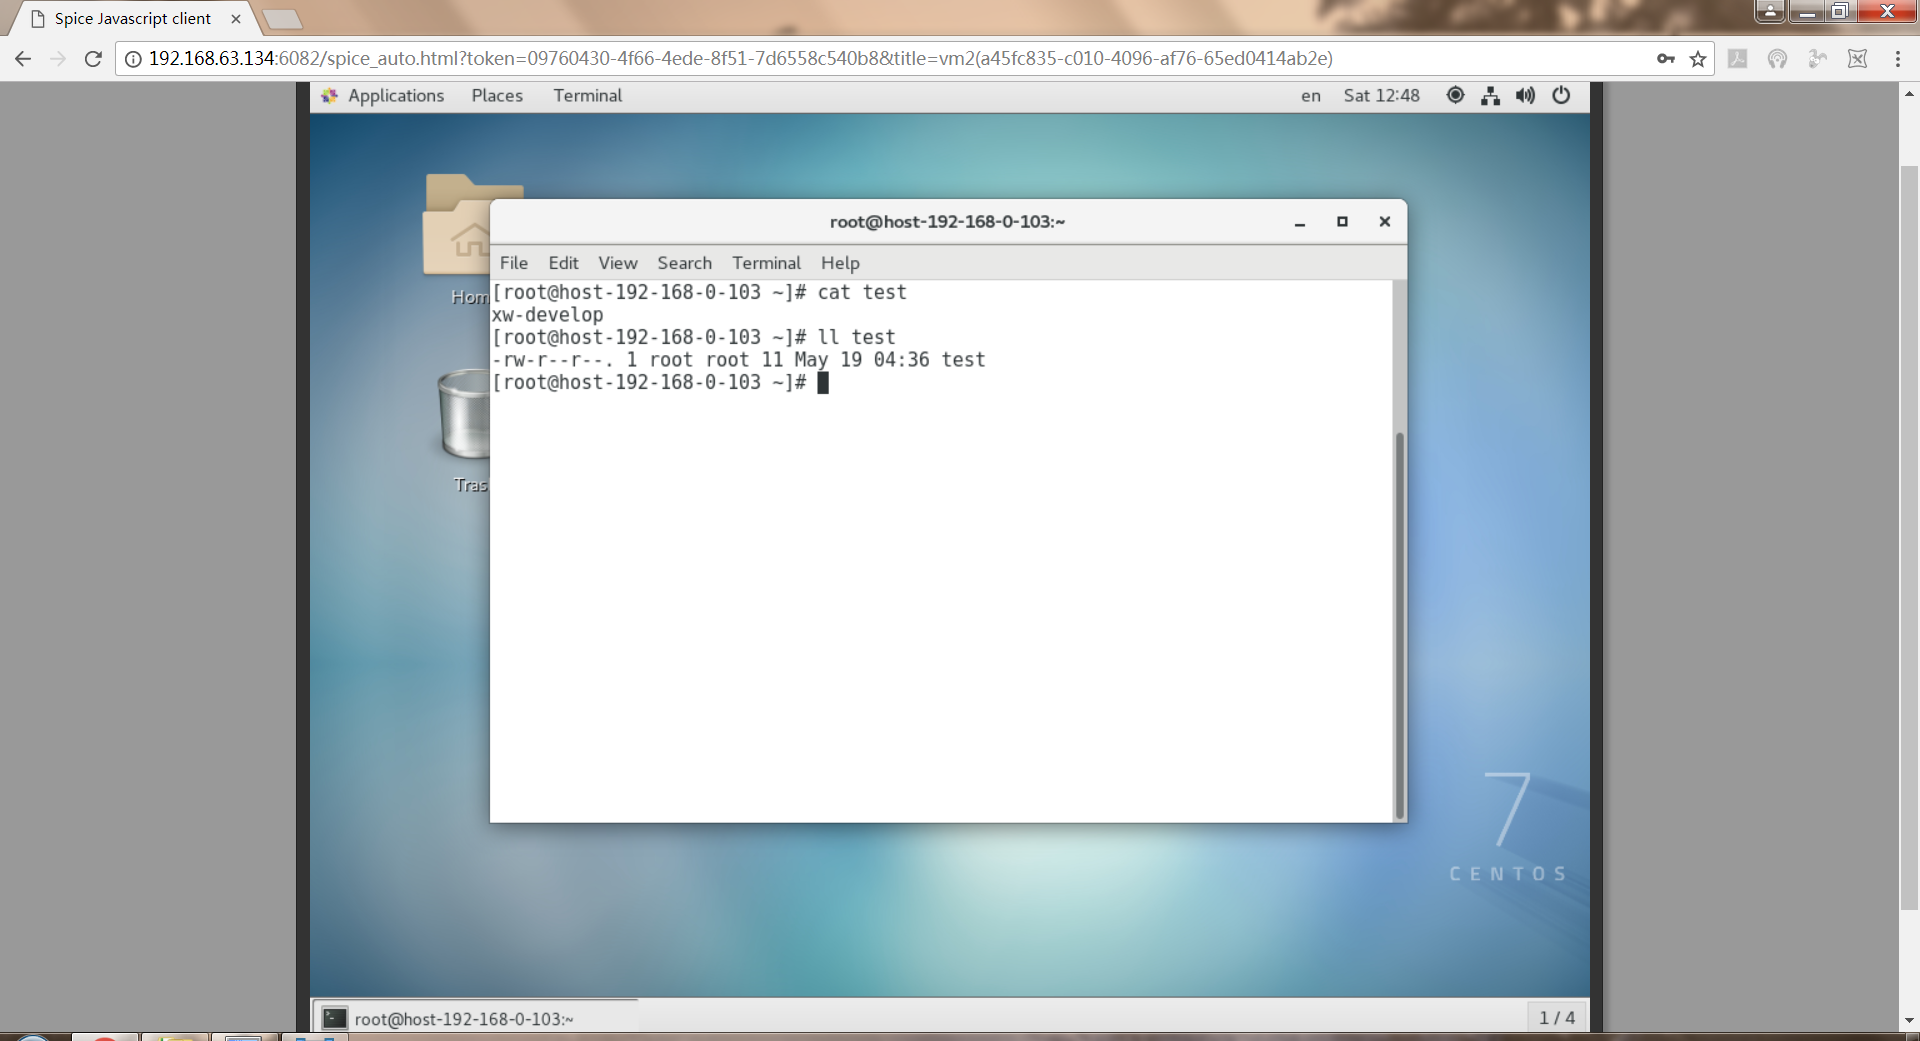 Spice Javascript client
192.168.63.134:6082/spice_auto.html?token=09760430-4f66-4ede-8f51-7d6558c540b8&title=vm2(a45fc835-c010-4096-af76-65ed0414ab2e)
Applications Places Terminal en Sat 12:48
Home
root@host-192-168-0-103:~
File Edit View Search Terminal Help
[root@host-192-168-0-103 ~]# cat test
xw-develop
[root@host-192-168-0-103 ~]# ll test
-rw-r--r--. 1 root root 11 May 19 04:36 test
[root@host-192-168-0-103 ~]#
Tras
7
CENTOS
root@host-192-168-0-103:~
1 / 4